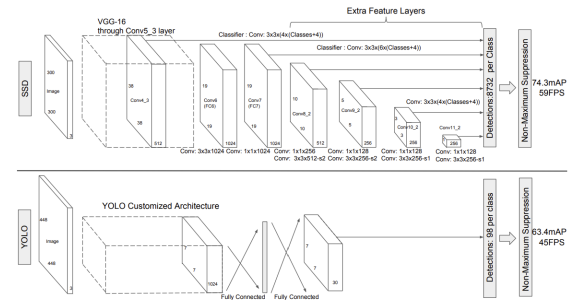 Extra Feature Layers
VGG-16
through Conv5_3 layer
Classifier : Conv: 3x3x(4x(Classes+4))
Classifier : Conv: 3x3x(6x(Classes+4))
Conv: 3x3x(4x(Classes+4))
SSD
300
Image
300
3
38
Conv4_3
38
512
19
Conv6
(FC6)
19
1024
19
Conv7
(FC7)
19
1024
10
Conv8_2
10
512
5
Conv9_2
5
256
3
Conv10_2
3
256
Conv11_2
256
Conv: 3x3x1024
Conv: 1x1x1024
Conv: 1x1x256
Conv: 3x3x512-s2
Conv: 1x1x128
Conv: 3x3x256-s2
Conv: 1x1x128
Conv: 3x3x256-s1
Conv: 1x1x128
Conv: 3x3x256-s1
Detections:8732 per Class
Non-Maximum Suppression
74.3mAP
59FPS
YOLO
YOLO Customized Architecture
448
Image
448
3
7
7
1024
Fully Connected
Fully Connected
7
7
30
Detections: 98 per class
Non-Maximum Suppression
63.4mAP
45FPS